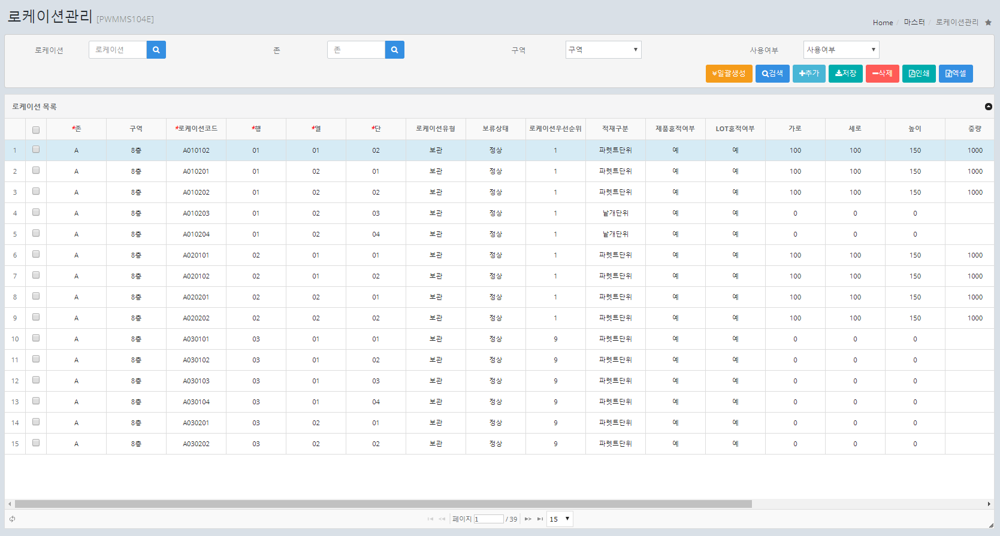 로케이션관리 [PWMMS104E]
Home / 마스터 / 로케이션관리
로케이션 로케이션 존 존 구역 구역 사용여부 사용여부
일괄생성 검색 추가 저장 삭제 인쇄 엑셀
로케이션 목록
*존 구역 *로케이션코드 *행 *열 *단 로케이션유형 보류상태 로케이션우선순위 적재구분 제품혼적여부 LOT혼적여부 가로 세로 높이 중량
1 A 8층 A010102 01 01 02 보관 정상 1 파렛트단위 예 예 100 100 150 1000
2 A 8층 A010201 01 02 01 보관 정상 1 파렛트단위 예 예 100 100 150 1000
3 A 8층 A010202 01 02 02 보관 정상 1 파렛트단위 예 예 100 100 150 1000
4 A 8층 A010203 01 02 03 보관 정상 1 낱개단위 예 예 0 0 0
5 A 8층 A010204 01 02 04 보관 정상 1 낱개단위 예 예 0 0 0
6 A 8층 A020101 02 01 01 보관 정상 1 파렛트단위 예 예 100 100 150 1000
7 A 8층 A020102 02 01 02 보관 정상 1 파렛트단위 예 예 100 100 150 1000
8 A 8층 A020201 02 02 01 보관 정상 1 파렛트단위 예 예 100 100 150 1000
9 A 8층 A020202 02 02 02 보관 정상 1 파렛트단위 예 예 100 100 150 1000
10 A 8층 A030101 03 01 01 보관 정상 9 파렛트단위 예 예 0 0 0
11 A 8층 A030102 03 01 02 보관 정상 9 파렛트단위 예 예 0 0 0
12 A 8층 A030103 03 01 03 보관 정상 9 파렛트단위 예 예 0 0 0
13 A 8층 A030104 03 01 04 보관 정상 9 파렛트단위 예 예 0 0 0
14 A 8층 A030201 03 02 01 보관 정상 9 파렛트단위 예 예 0 0 0
15 A 8층 A030202 03 02 02 보관 정상 9 파렛트단위 예 예 0 0 0
페이지 1 / 39 15